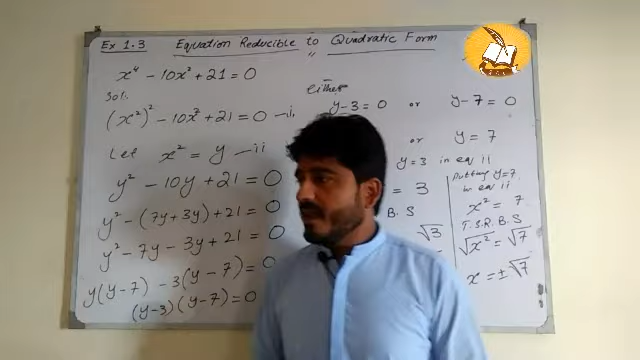 Ex 1.3 Equation Reducible to Quadratic Form
x⁴ - 10x² + 21 = 0
Sol:
(x²)² - 10x² + 21 = 0 —i
Let x² = y —ii
y² - 10y + 21 = 0
y² - (7y + 3y) + 21 = 0
y² - 7y - 3y + 21 = 0
y(y - 7) - 3(y - 7) = 0
(y-3)(y-7) = 0
either
y - 3 = 0 or y - 7 = 0
or y = 7
y = 3 in eq ii
= 3
B.S
√3
Putting y=7
in eq ii
x² = 7
T.S.R.B.S
√x² = √7
x = ±√7